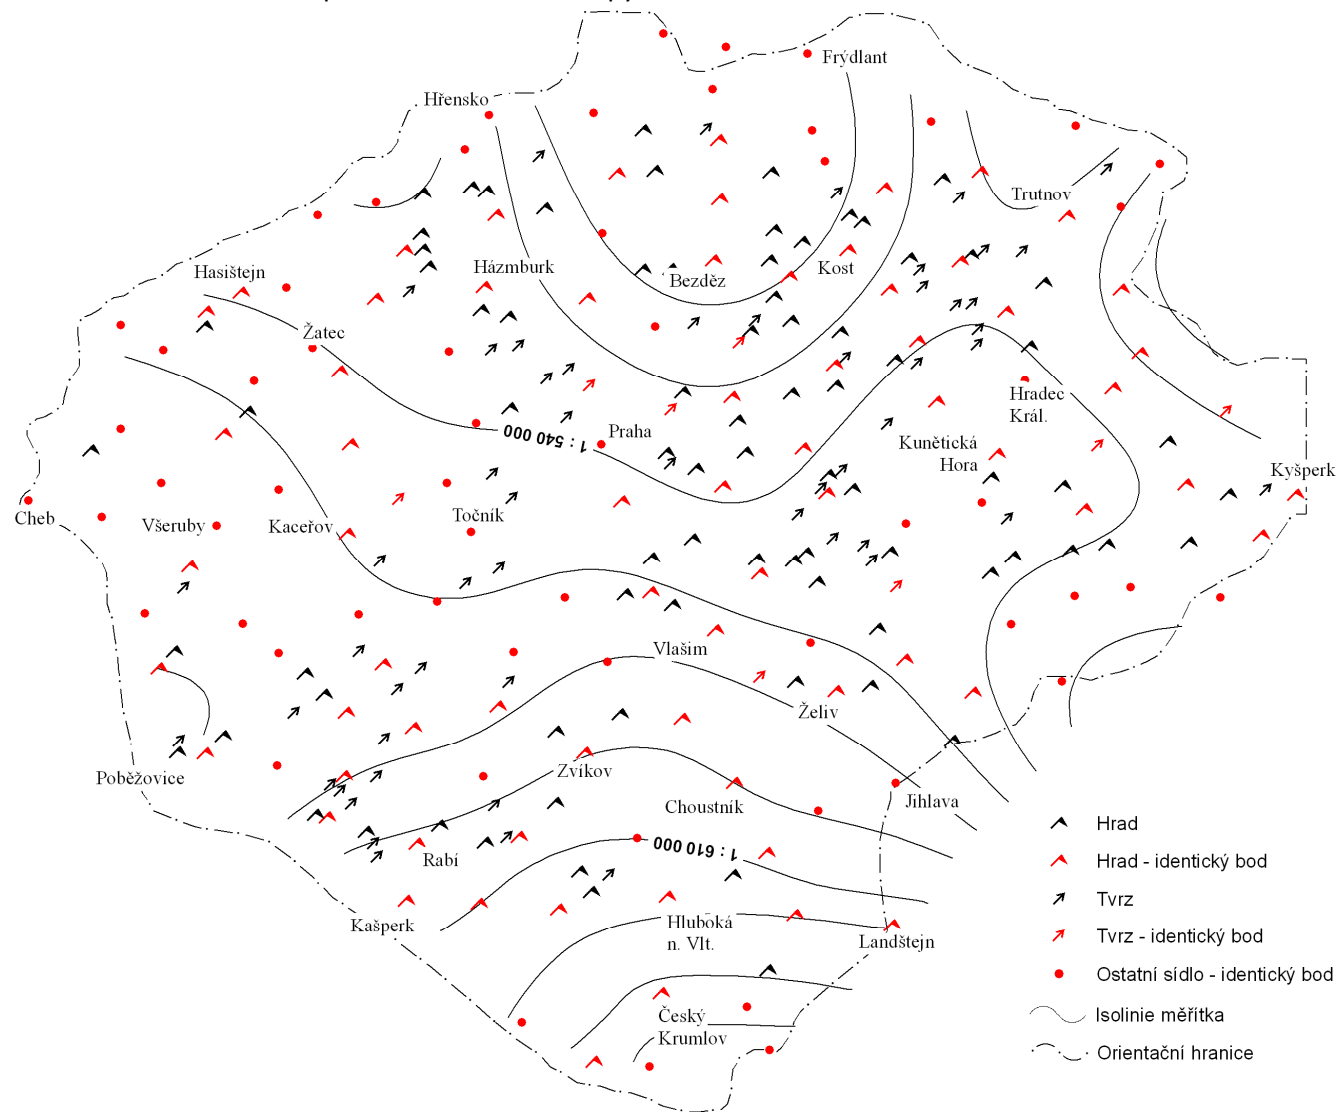 Frýdlant
Hřensko
Trutnov
Hasištejn
Házmburk
Bezděz
Kost
Žatec
1 : 540 000
Praha
Hradec
Král.
Kunětická
Hora
Kyšperk
Cheb
Všeruby
Kaceřov
Točník
Vlašim
Želiv
Poběžovice
Zvíkov
Choustník
Jihlava
Rabí
1 : 610 000
Kašperk
Hluboká
n. Vlt.
Landštejn
Český
Krumlov
Hrad
Hrad - identický bod
Tvrz
Tvrz - identický bod
Ostatní sídlo - identický bod
Isolinie měřítka
Orientační hranice